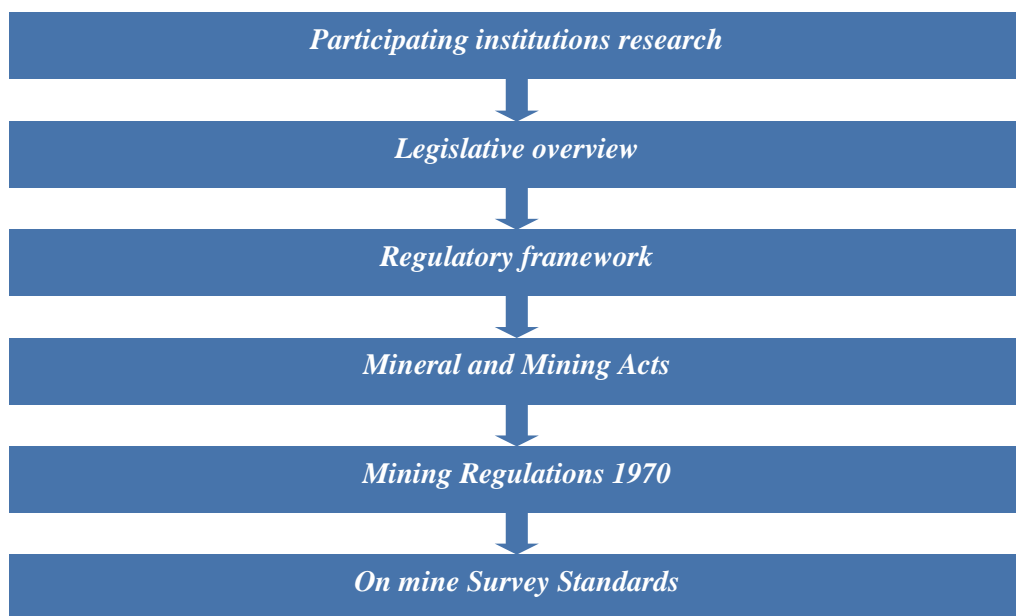 Participating institutions research
Legislative overview
Regulatory framework
Mineral and Mining Acts
Mining Regulations 1970
On mine Survey Standards